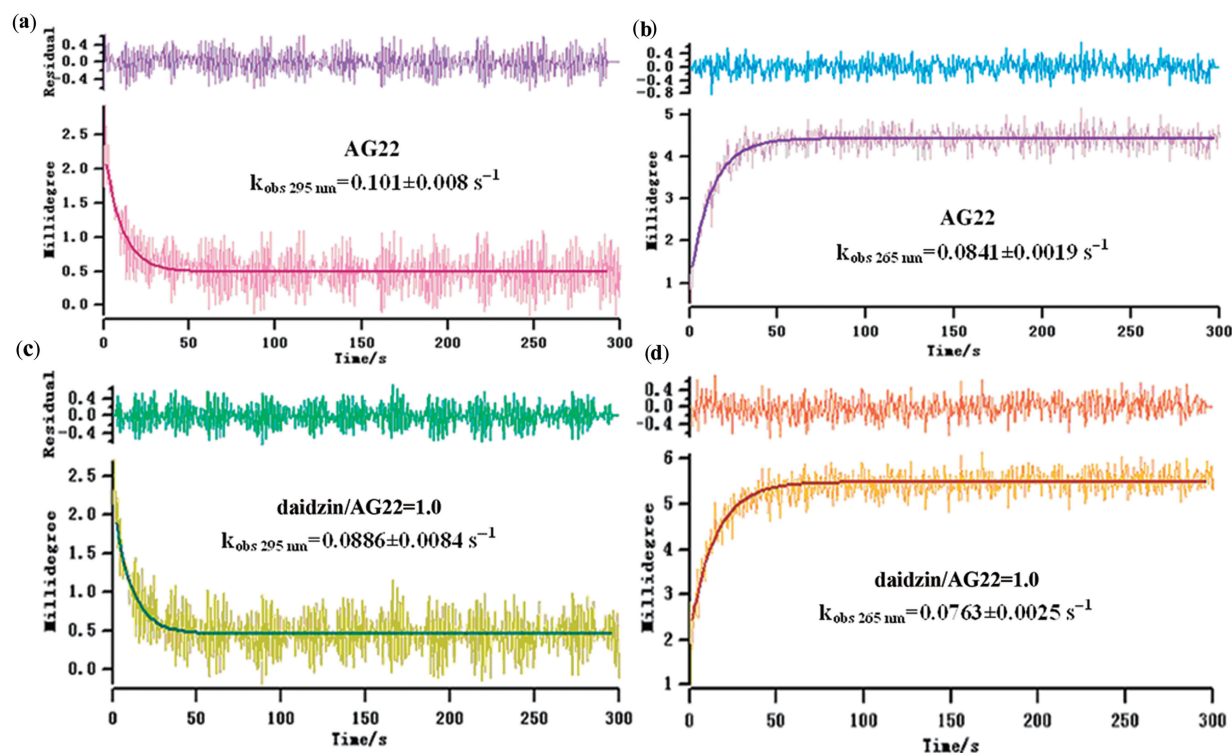 (a)
Residual
0.4
0.0
-0.4
Millidegree
2.5
2.0
1.5
1.0
0.5
0.0
AG22
kobs 295 nm=0.101±0.008 s−1
0 50 100 150 200 250 300
Time/s
(b)
0.4
0.0
-0.4
-0.8
Millidegree
5
4
3
2
1
AG22
kobs 265 nm=0.0841±0.0019 s−1
0 50 100 150 200 250 300
Time/s
(c)
Residual
0.4
0.0
-0.4
Millidegree
2.5
2.0
1.5
1.0
0.5
0.0
daidzin/AG22=1.0
kobs 295 nm=0.0886±0.0084 s−1
0 50 100 150 200 250 300
Time/s
(d)
0.4
0.0
-0.4
Millidegree
6
5
4
3
2
1
daidzin/AG22=1.0
kobs 265 nm=0.0763±0.0025 s−1
0 50 100 150 200 250 300
Time/s